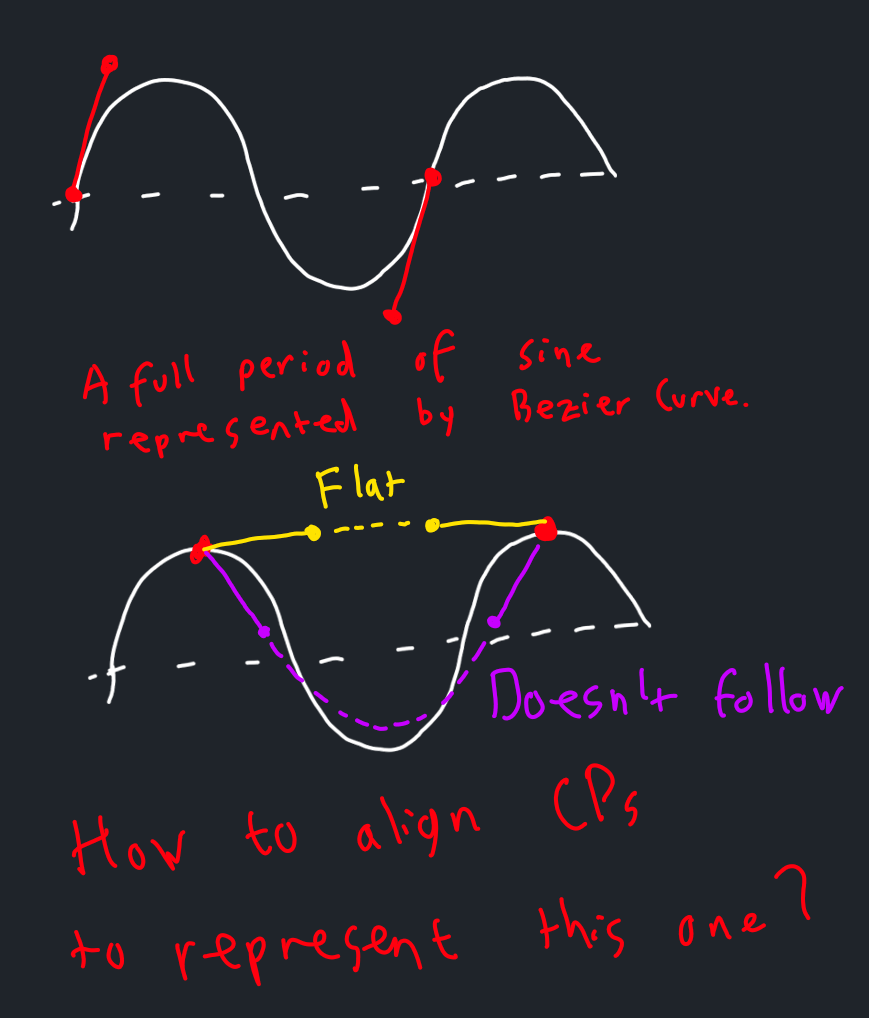 A full period of sine
represented by Bezier Curve.
Flat
Doesn't follow
How to align CPs
to represent this one?